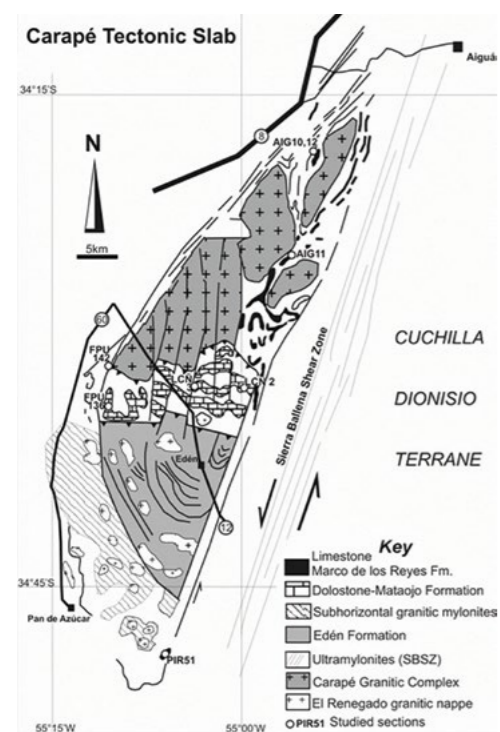 Carapé Tectonic Slab
Aiguá
34°15'
8
AIG10,12
N
5km
AIG11
60
CUCHILLA
FPU
142
LCÑ
CÑ 2
DIONISIO
FPU
136
Sierra Ballena Shear Zone
Edén
TERRANE
12
Key
Limestone
Marco de los Reyes Fm.
Dolostone-Mataojo Formation
34°45'
Subhorizontal granitic mylonites
Pan de Azúcar
Edén Formation
Ultramylonites (SBSZ)
PIR51
Carapé Granitic Complex
El Renegado granitic nappe
PIR51 Studied sections
55°15'
55°00'